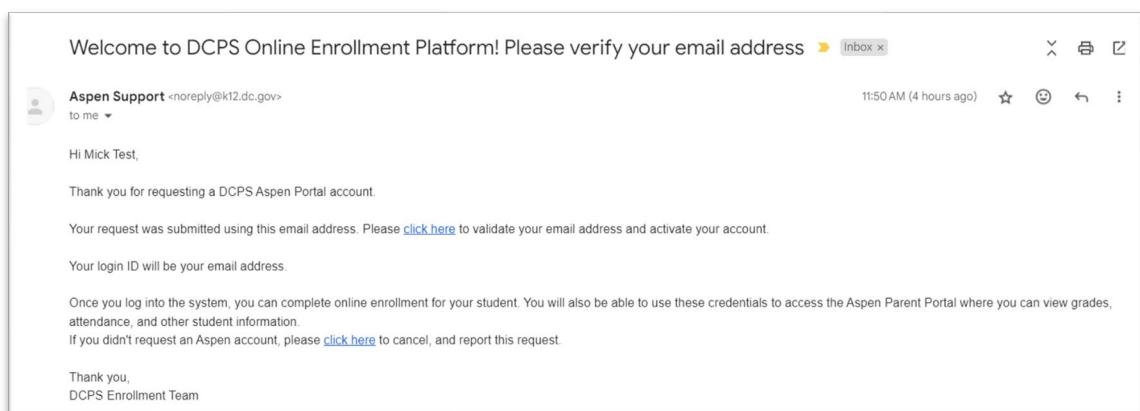 Welcome to DCPS Online Enrollment Platform! Please verify your email address Inbox ×
Aspen Support <noreply@k12.dc.gov> 11:50 AM (4 hours ago)
to me
Hi Mick Test,
Thank you for requesting a DCPS Aspen Portal account.
Your request was submitted using this email address. Please click here to validate your email address and activate your account.
Your login ID will be your email address.
Once you log into the system, you can complete online enrollment for your student. You will also be able to use these credentials to access the Aspen Parent Portal where you can view grades,
attendance, and other student information.
If you didn't request an Aspen account, please click here to cancel, and report this request.
Thank you,
DCPS Enrollment Team